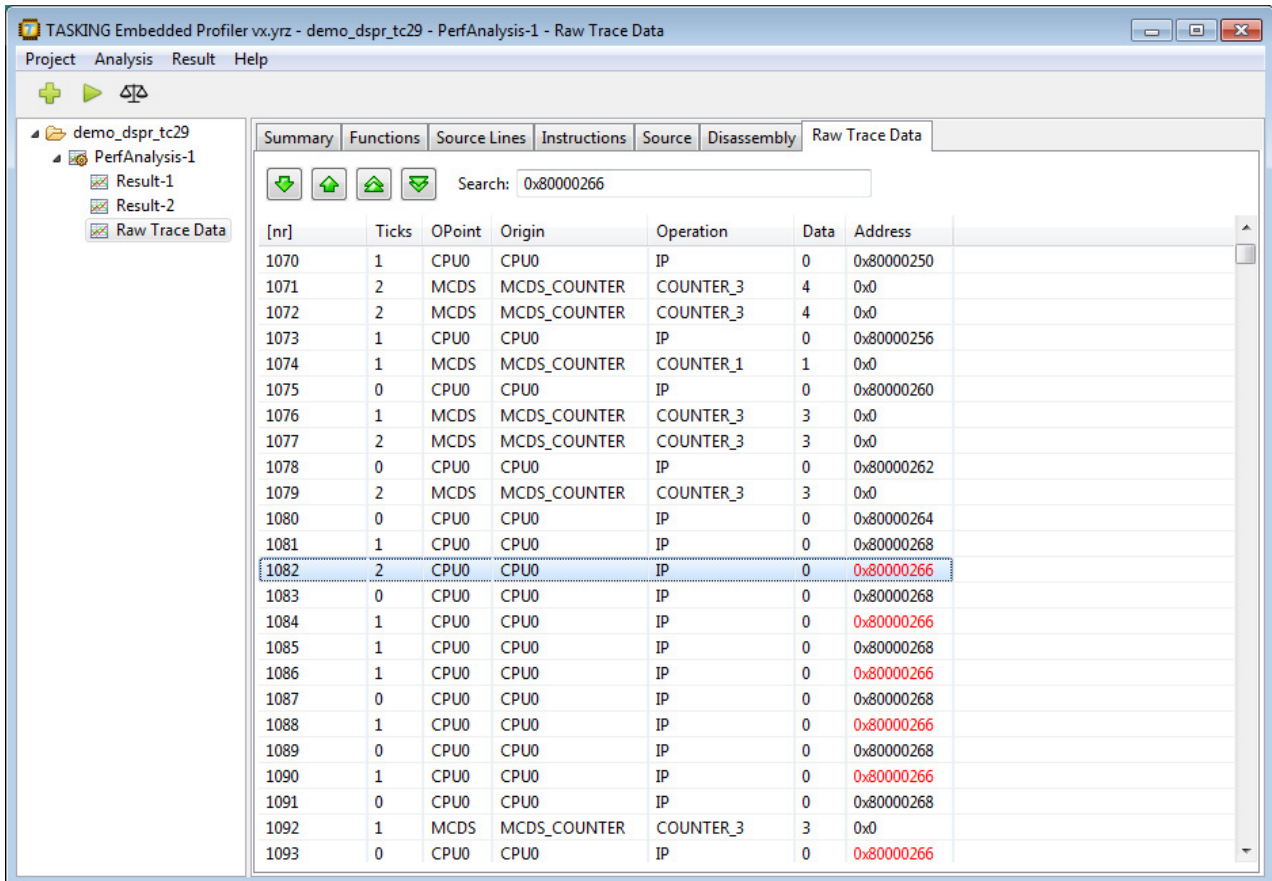 TASKING Embedded Profiler vx.yrz - demo_dspr_tc29 - PerfAnalysis-1 - Raw Trace Data
Project Analysis Result Help
demo_dspr_tc29
PerfAnalysis-1
Result-1
Result-2
Raw Trace Data
Summary Functions Source Lines Instructions Source Disassembly Raw Trace Data
Search: 0x80000266
[nr] Ticks OPoint Origin Operation Data Address
1070 1 CPU0 CPU0 IP 0 0x80000250
1071 2 MCDS MCDS_COUNTER COUNTER_3 4 0x0
1072 2 MCDS MCDS_COUNTER COUNTER_3 4 0x0
1073 1 CPU0 CPU0 IP 0 0x80000256
1074 1 MCDS MCDS_COUNTER COUNTER_1 1 0x0
1075 0 CPU0 CPU0 IP 0 0x80000260
1076 1 MCDS MCDS_COUNTER COUNTER_3 3 0x0
1077 2 MCDS MCDS_COUNTER COUNTER_3 3 0x0
1078 0 CPU0 CPU0 IP 0 0x80000262
1079 2 MCDS MCDS_COUNTER COUNTER_3 3 0x0
1080 0 CPU0 CPU0 IP 0 0x80000264
1081 1 CPU0 CPU0 IP 0 0x80000268
1082 2 CPU0 CPU0 IP 0 0x80000266
1083 0 CPU0 CPU0 IP 0 0x80000268
1084 1 CPU0 CPU0 IP 0 0x80000266
1085 1 CPU0 CPU0 IP 0 0x80000268
1086 1 CPU0 CPU0 IP 0 0x80000266
1087 0 CPU0 CPU0 IP 0 0x80000268
1088 1 CPU0 CPU0 IP 0 0x80000266
1089 0 CPU0 CPU0 IP 0 0x80000268
1090 1 CPU0 CPU0 IP 0 0x80000266
1091 0 CPU0 CPU0 IP 0 0x80000268
1092 1 MCDS MCDS_COUNTER COUNTER_3 3 0x0
1093 0 CPU0 CPU0 IP 0 0x80000266